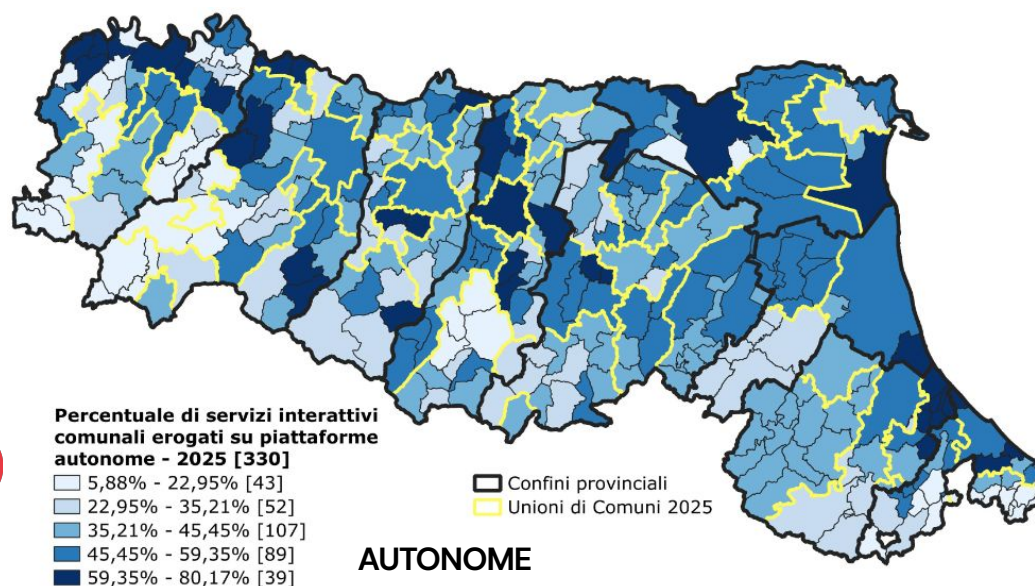 Percentuale di servizi interattivi
comunali erogati su piattaforme
autonome - 2025 [330]
5,88% - 22,95% [43]
22,95% - 35,21% [52]
35,21% - 45,45% [107]
45,45% - 59,35% [89]
59,35% - 80,17% [39]
Confini provinciali
Unioni di Comuni 2025
AUTONOME